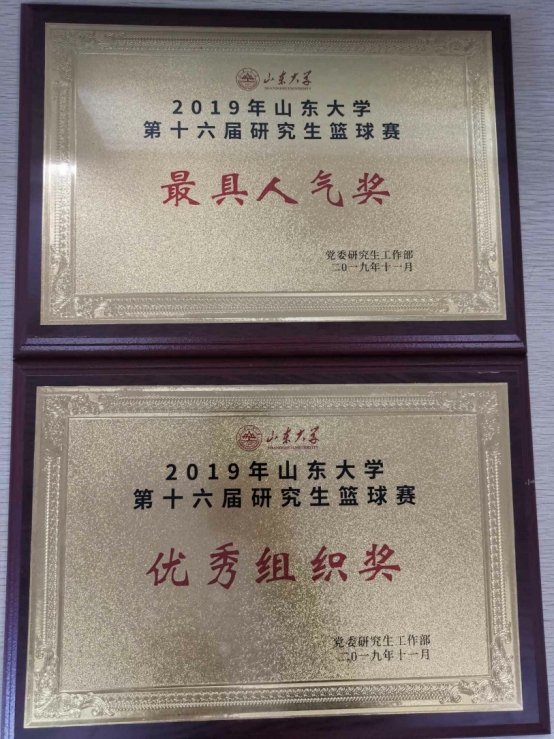 山东大学
2019年山东大学
第十六届研究生篮球赛
最具人气奖
党委研究生工作部
二〇一九年十一月
山东大学
2019年山东大学
第十六届研究生篮球赛
优秀组织奖
党委研究生工作部
二〇一九年十一月